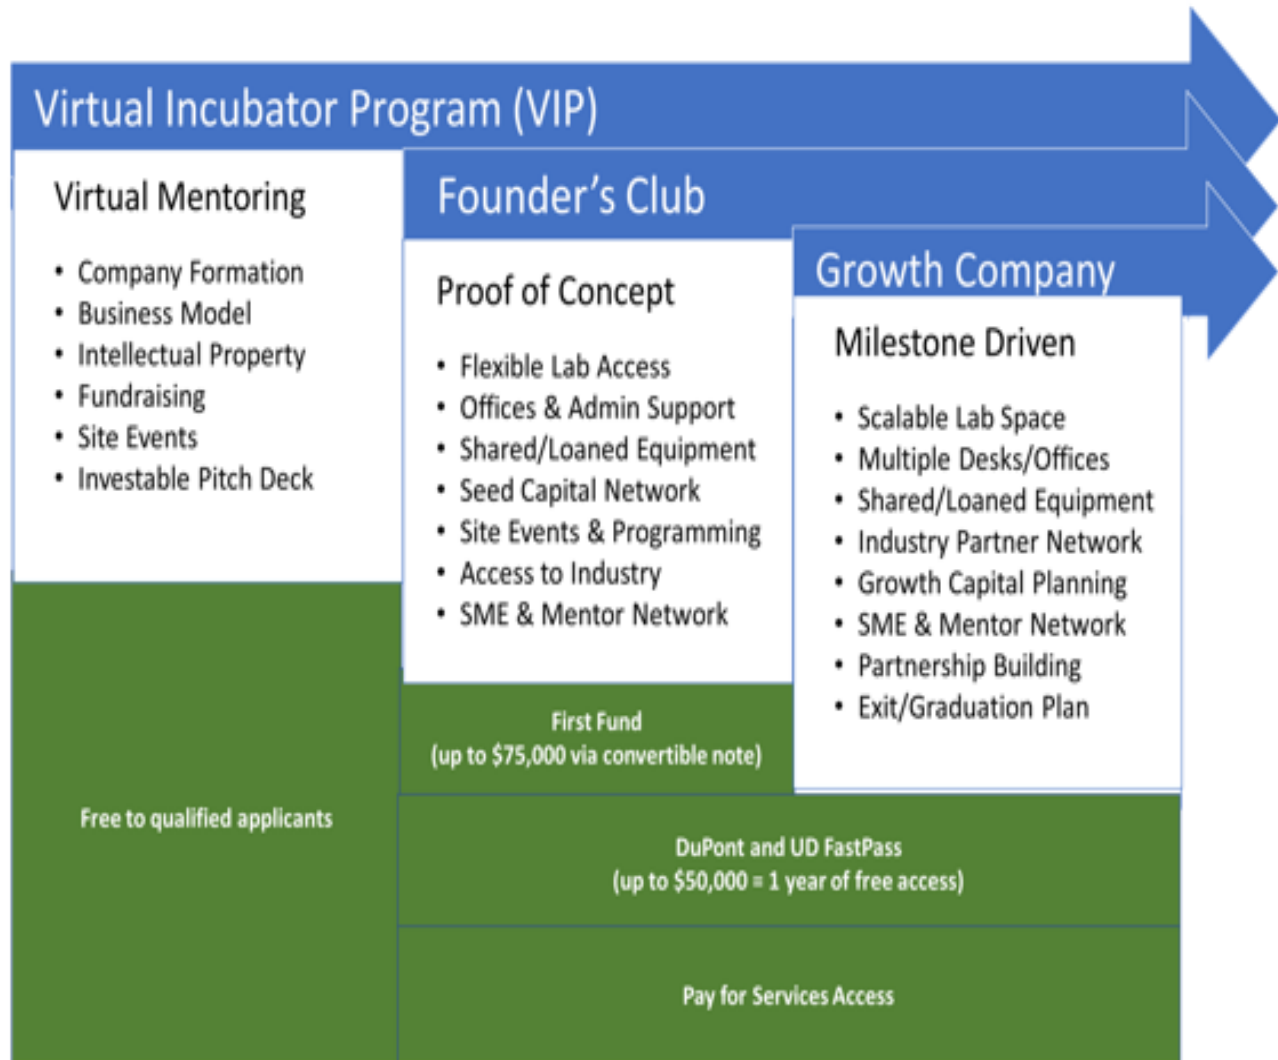 Virtual Incubator Program (VIP)
Virtual Mentoring
• Company Formation
• Business Model
• Intellectual Property
• Fundraising
• Site Events
• Investable Pitch Deck
Free to qualified applicants
Founder's Club
Proof of Concept
• Flexible Lab Access
• Offices & Admin Support
• Shared/Loaned Equipment
• Seed Capital Network
• Site Events & Programming
• Access to Industry
• SME & Mentor Network
First Fund
(up to $75,000 via convertible note)
Growth Company
Milestone Driven
• Scalable Lab Space
• Multiple Desks/Offices
• Shared/Loaned Equipment
• Industry Partner Network
• Growth Capital Planning
• SME & Mentor Network
• Partnership Building
• Exit/Graduation Plan
DuPont and UD FastPass
(up to $50,000 = 1 year of free access)
Pay for Services Access